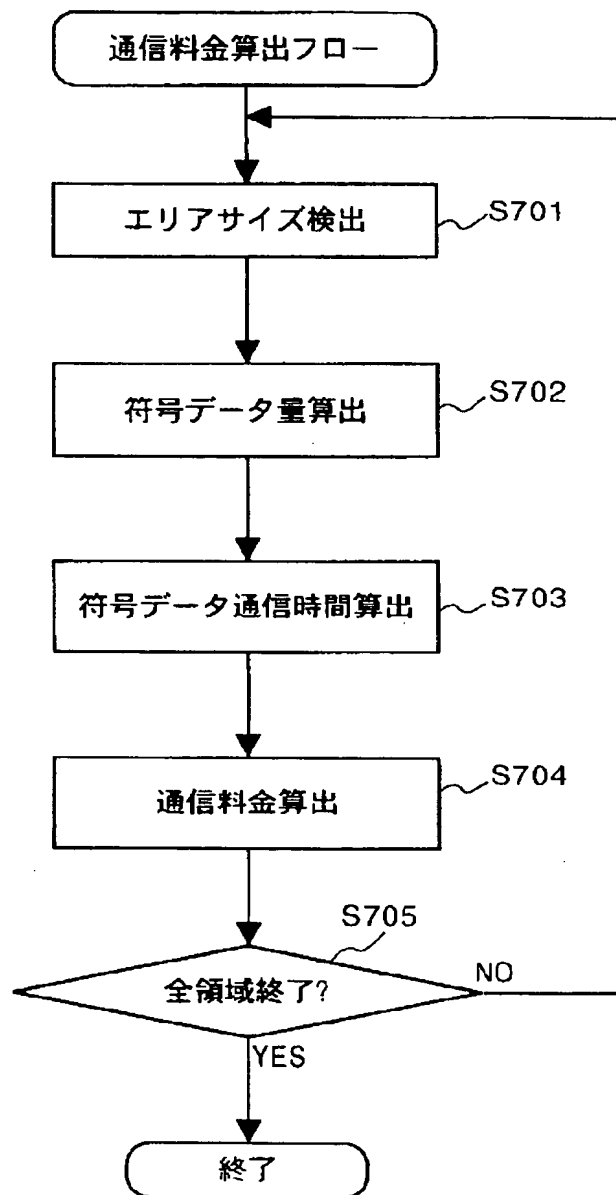 通信料金算出フロー
エリアサイズ検出
S701
符号データ量算出
S702
符号データ通信時間算出
S703
通信料金算出
S704
S705
全領域終了?
NO
YES
終了